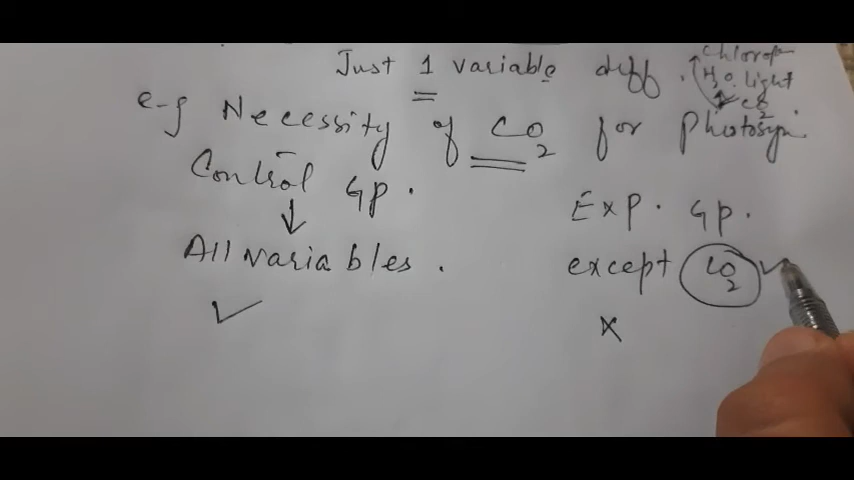 Just 1 variable diff.
Chlorop
H2O. light
CO2
e-g Necessity of CO2 for Photosyn.
Control Gp.
Exp. Gp.
All variables.
except CO2